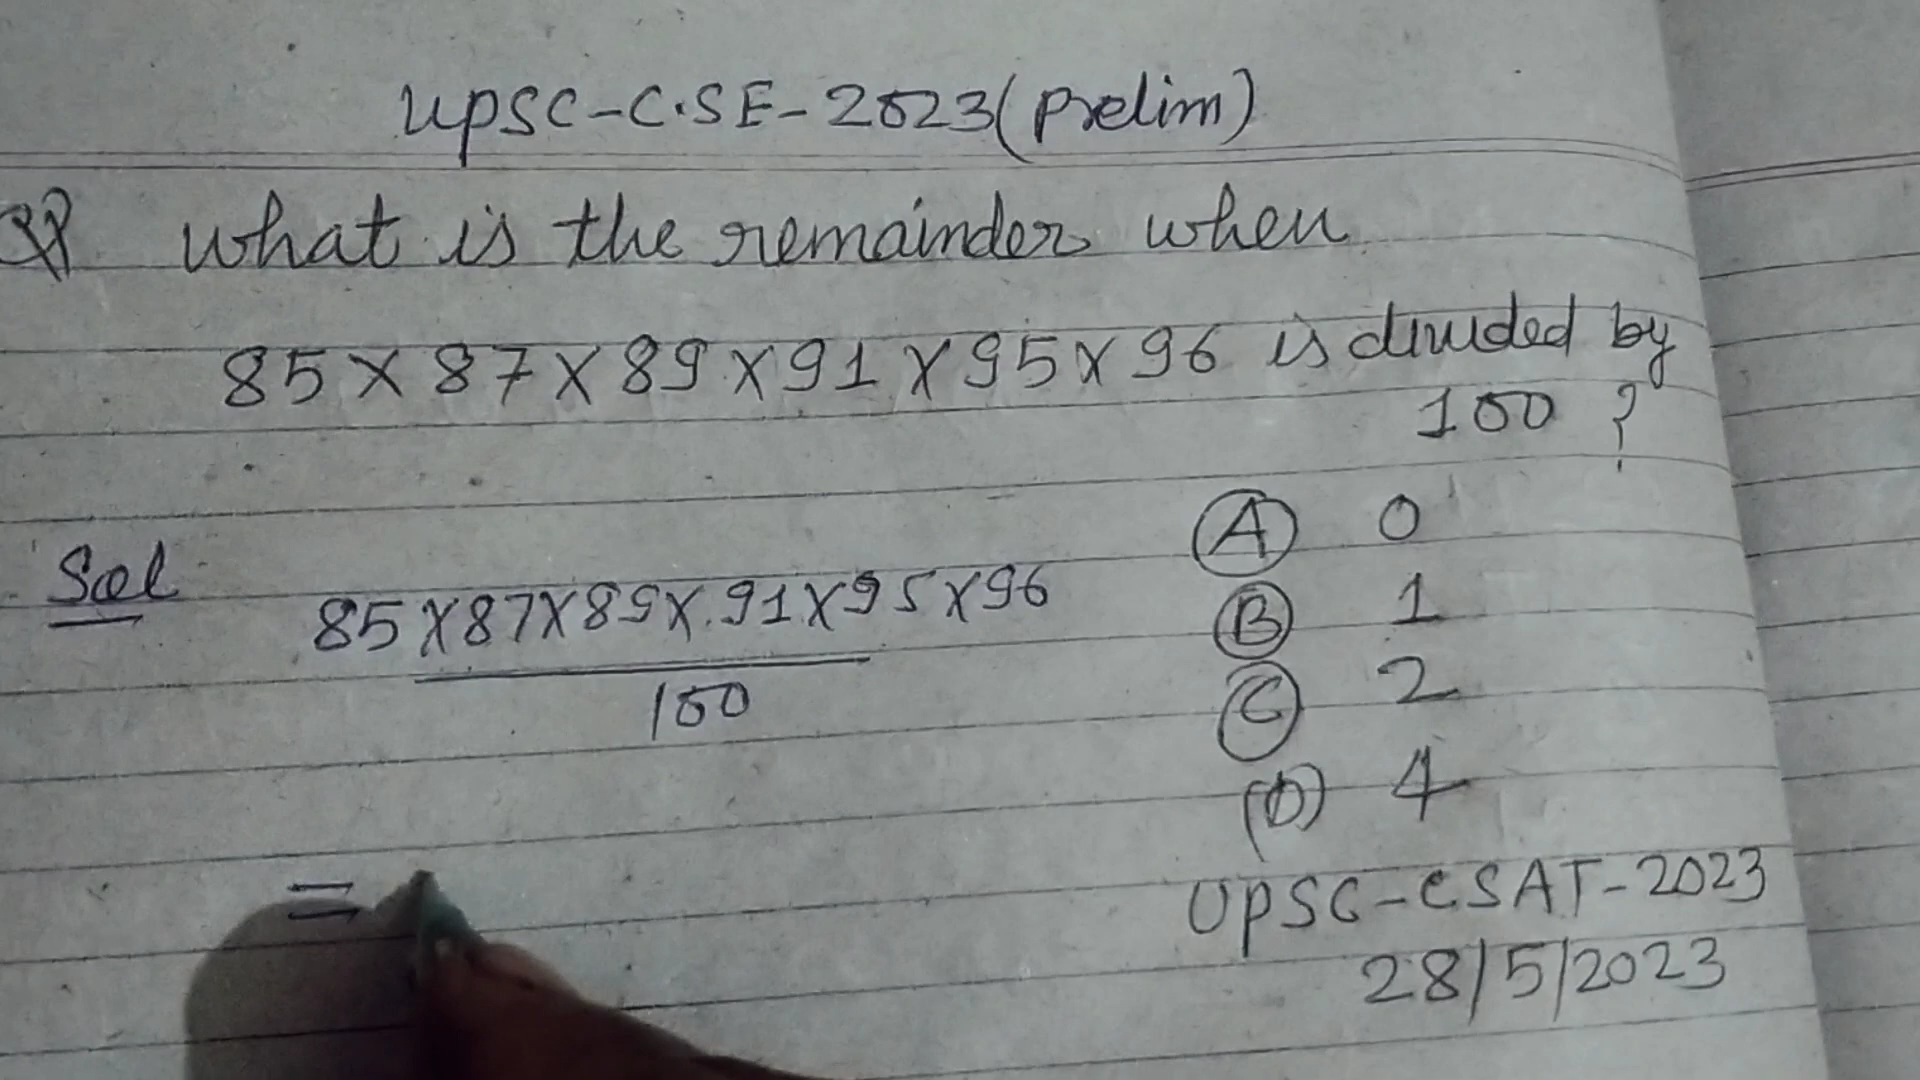 UPSC-C.SE-2023 (Prelim)
Q. what is the remainder when
85 X 87 X 89 X 91 X 95 X 96 is divided by
100 ?
Sol
85 X 87 X 89 X 91 X 95 X 96
100
=
(A) 0
(B) 1
(C) 2
(D) 4
UPSC-CSAT-2023
28/5/2023